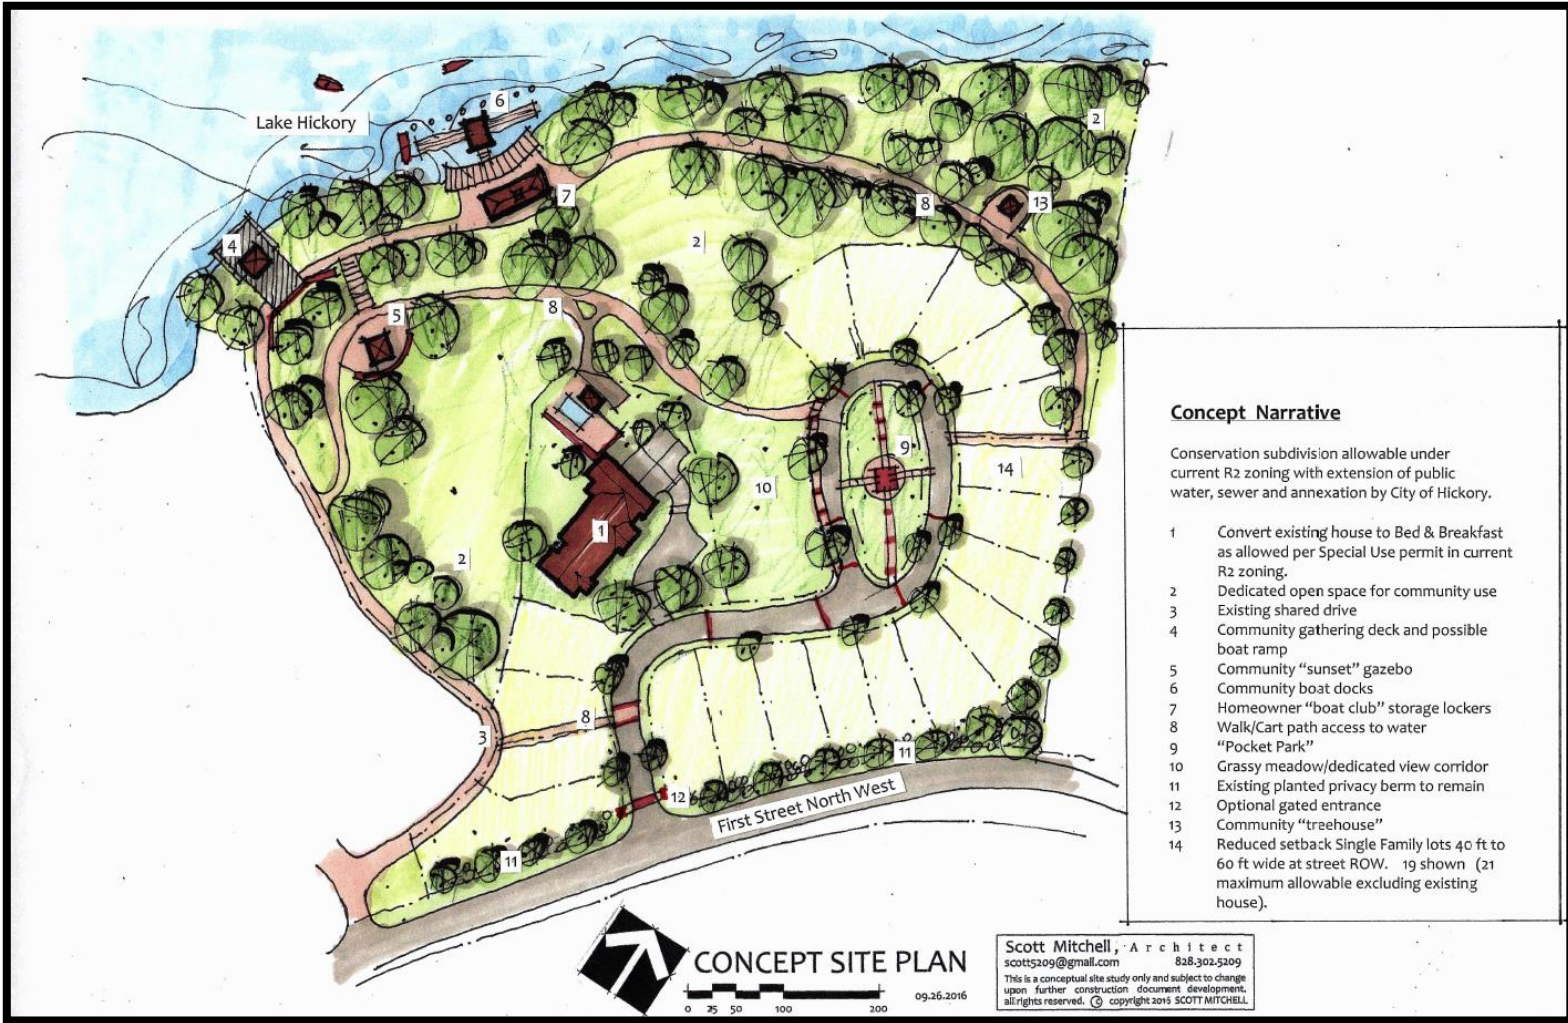 Lake Hickory
6
2
7
13
8
4
2
8
5
9
14
10
1
2
8
3
11
12
First Street North West
11
Concept Narrative
Conservation subdivision allowable under
current R2 zoning with extension of public
water, sewer and annexation by City of Hickory.
1 Convert existing house to Bed & Breakfast
as allowed per Special Use permit in current
R2 zoning.
2 Dedicated open space for community use
3 Existing shared drive
4 Community gathering deck and possible
boat ramp
5 Community “sunset” gazebo
6 Community boat docks
7 Homeowner “boat club” storage lockers
8 Walk/Cart path access to water
9 “Pocket Park”
10 Grassy meadow/dedicated view corridor
11 Existing planted privacy berm to remain
12 Optional gated entrance
13 Community “treehouse”
14 Reduced setback Single Family lots 40 ft to
60 ft wide at street ROW. 19 shown (21
maximum allowable excluding existing
house).
CONCEPT SITE PLAN
0 25 50 100 200
09.26.2016
Scott Mitchell, Architect
scott5209@gmail.com 828.302.5209
This is a conceptual site study only and subject to change
upon further construction document development.
all rights reserved. © copyright 2015 SCOTT MITCHELL